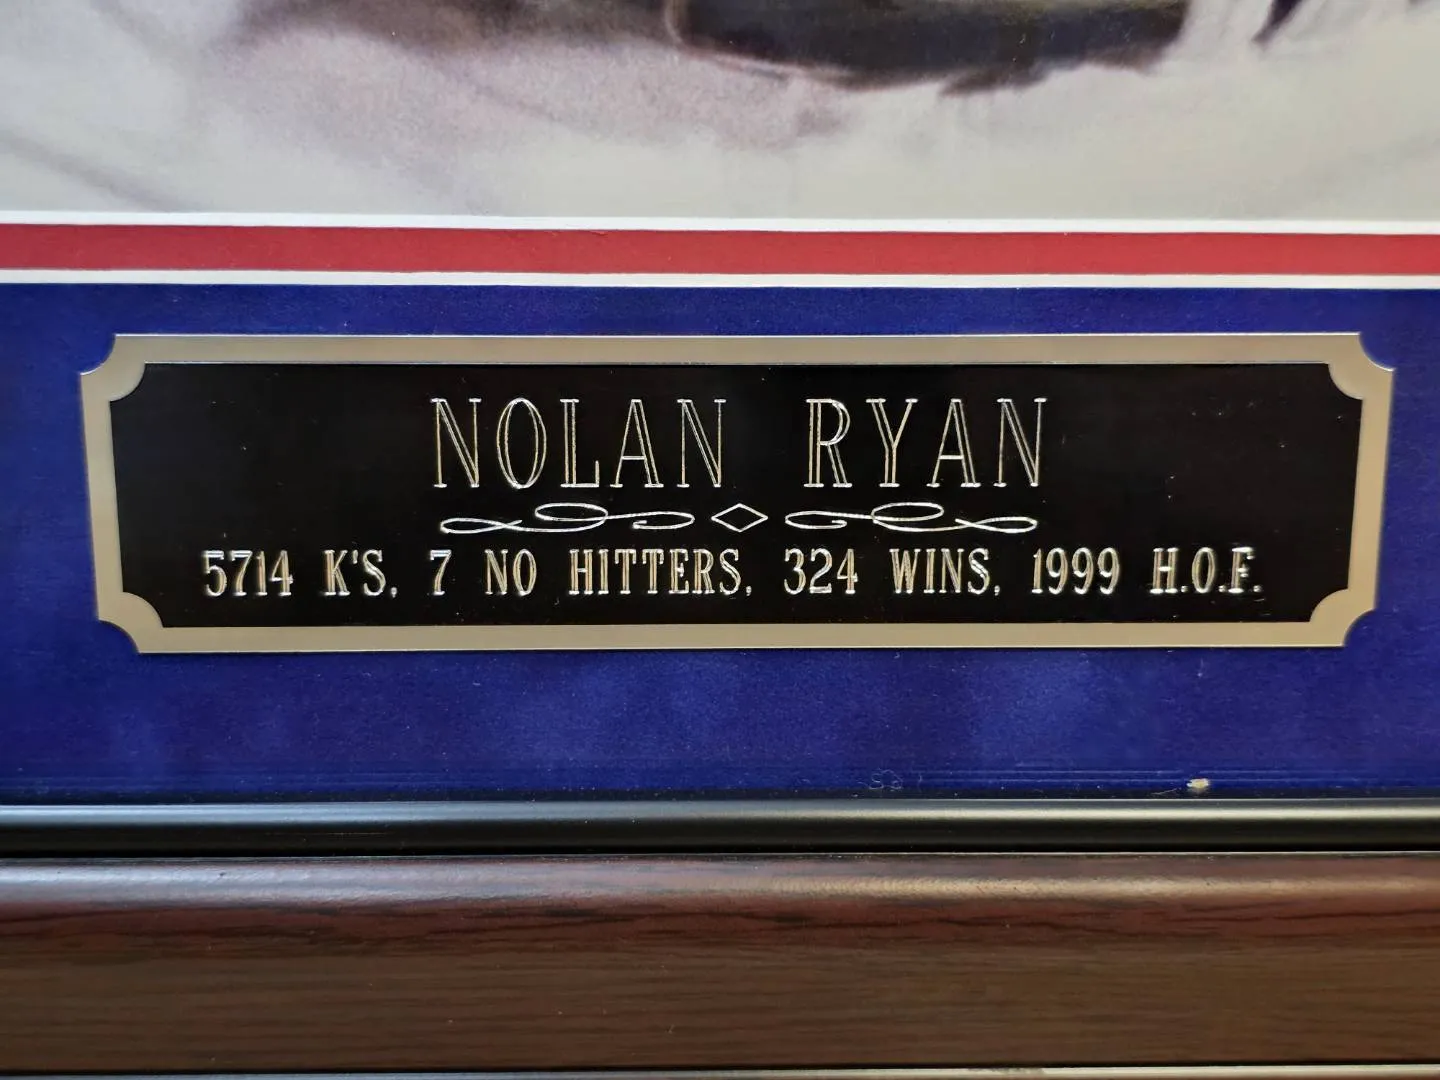 NOLAN RYAN
5714 K'S, 7 NO HITTERS, 324 WINS, 1999 H.O.F.